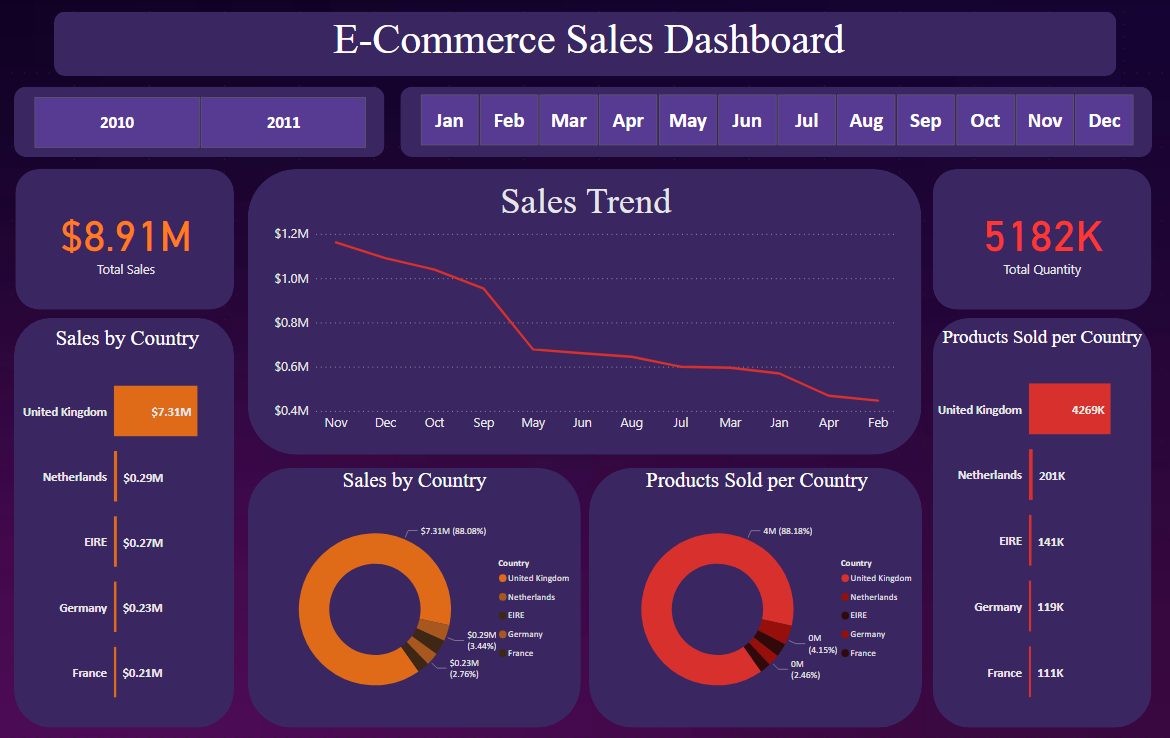 E-Commerce Sales Dashboard
2010 2011
Jan Feb Mar Apr May Jun Jul Aug Sep Oct Nov Dec
$8.91M
Total Sales
Sales Trend
$1.2M
$1.0M
$0.8M
$0.6M
$0.4M
Nov Dec Oct Sep May Jun Aug Jul Mar Jan Apr Feb
5182K
Total Quantity
Sales by Country
United Kingdom $7.31M
Netherlands $0.29M
EIRE $0.27M
Germany $0.23M
France $0.21M
Sales by Country
$7.31M (88.08%)
$0.29M
(3.44%)
$0.23M
(2.76%)
Country
United Kingdom
Netherlands
EIRE
Germany
France
Products Sold per Country
4M (88.18%)
0M
(4.15%)
0M
(2.46%)
Country
United Kingdom
Netherlands
EIRE
Germany
France
Products Sold per Country
United Kingdom 4269K
Netherlands 201K
EIRE 141K
Germany 119K
France 111K